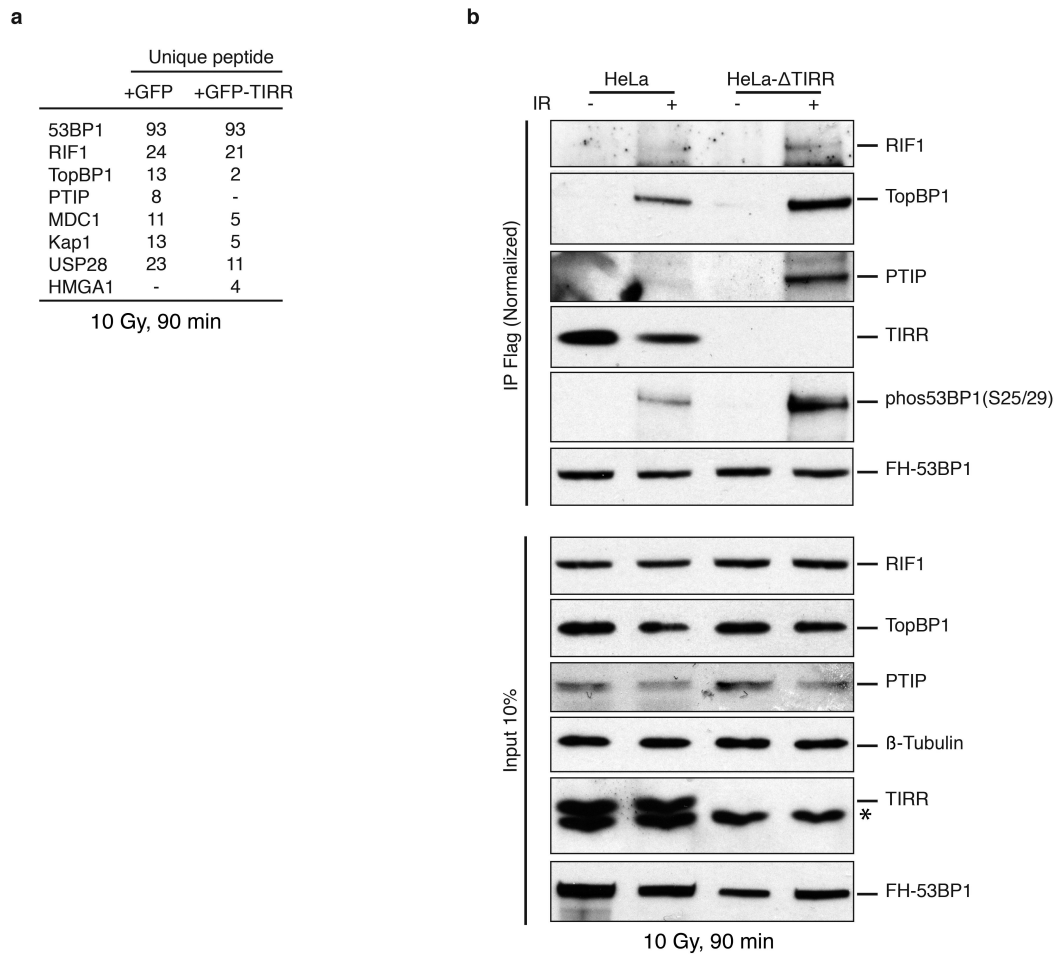 a
Unique peptide
+GFP +GFP-TIRR
53BP1 93 93
RIF1 24 21
TopBP1 13 2
PTIP 8 -
MDC1 11 5
Kap1 13 5
USP28 23 11
HMGA1 - 4
10 Gy, 90 min
b
HeLa HeLa-ΔTIRR
IR - + - +
IP Flag (Normalized)
RIF1
TopBP1
PTIP
TIRR
phos53BP1(S25/29)
FH-53BP1
Input 10%
RIF1
TopBP1
PTIP
ß-Tubulin
TIRR
*
FH-53BP1
10 Gy, 90 min